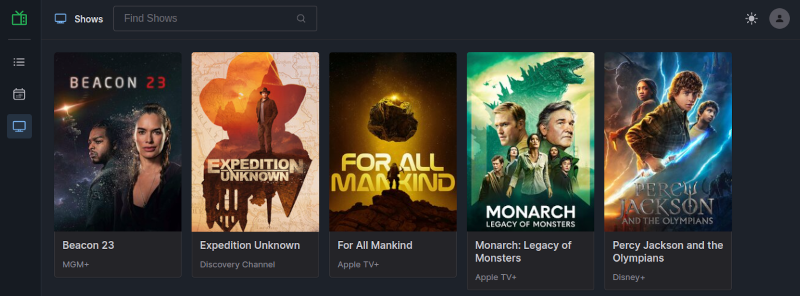 Shows
Find Shows
BEACON 23
EXPEDITION
UNKNOWN
FOR ALL
MANKIND
MONARCH
LEGACY OF MONSTERS
PERCY
JACKSON
AND THE OLYMPIANS
Beacon 23
MGM+
Expedition Unknown
Discovery Channel
For All Mankind
Apple TV+
Monarch: Legacy of
Monsters
Apple TV+
Percy Jackson and the
Olympians
Disney+